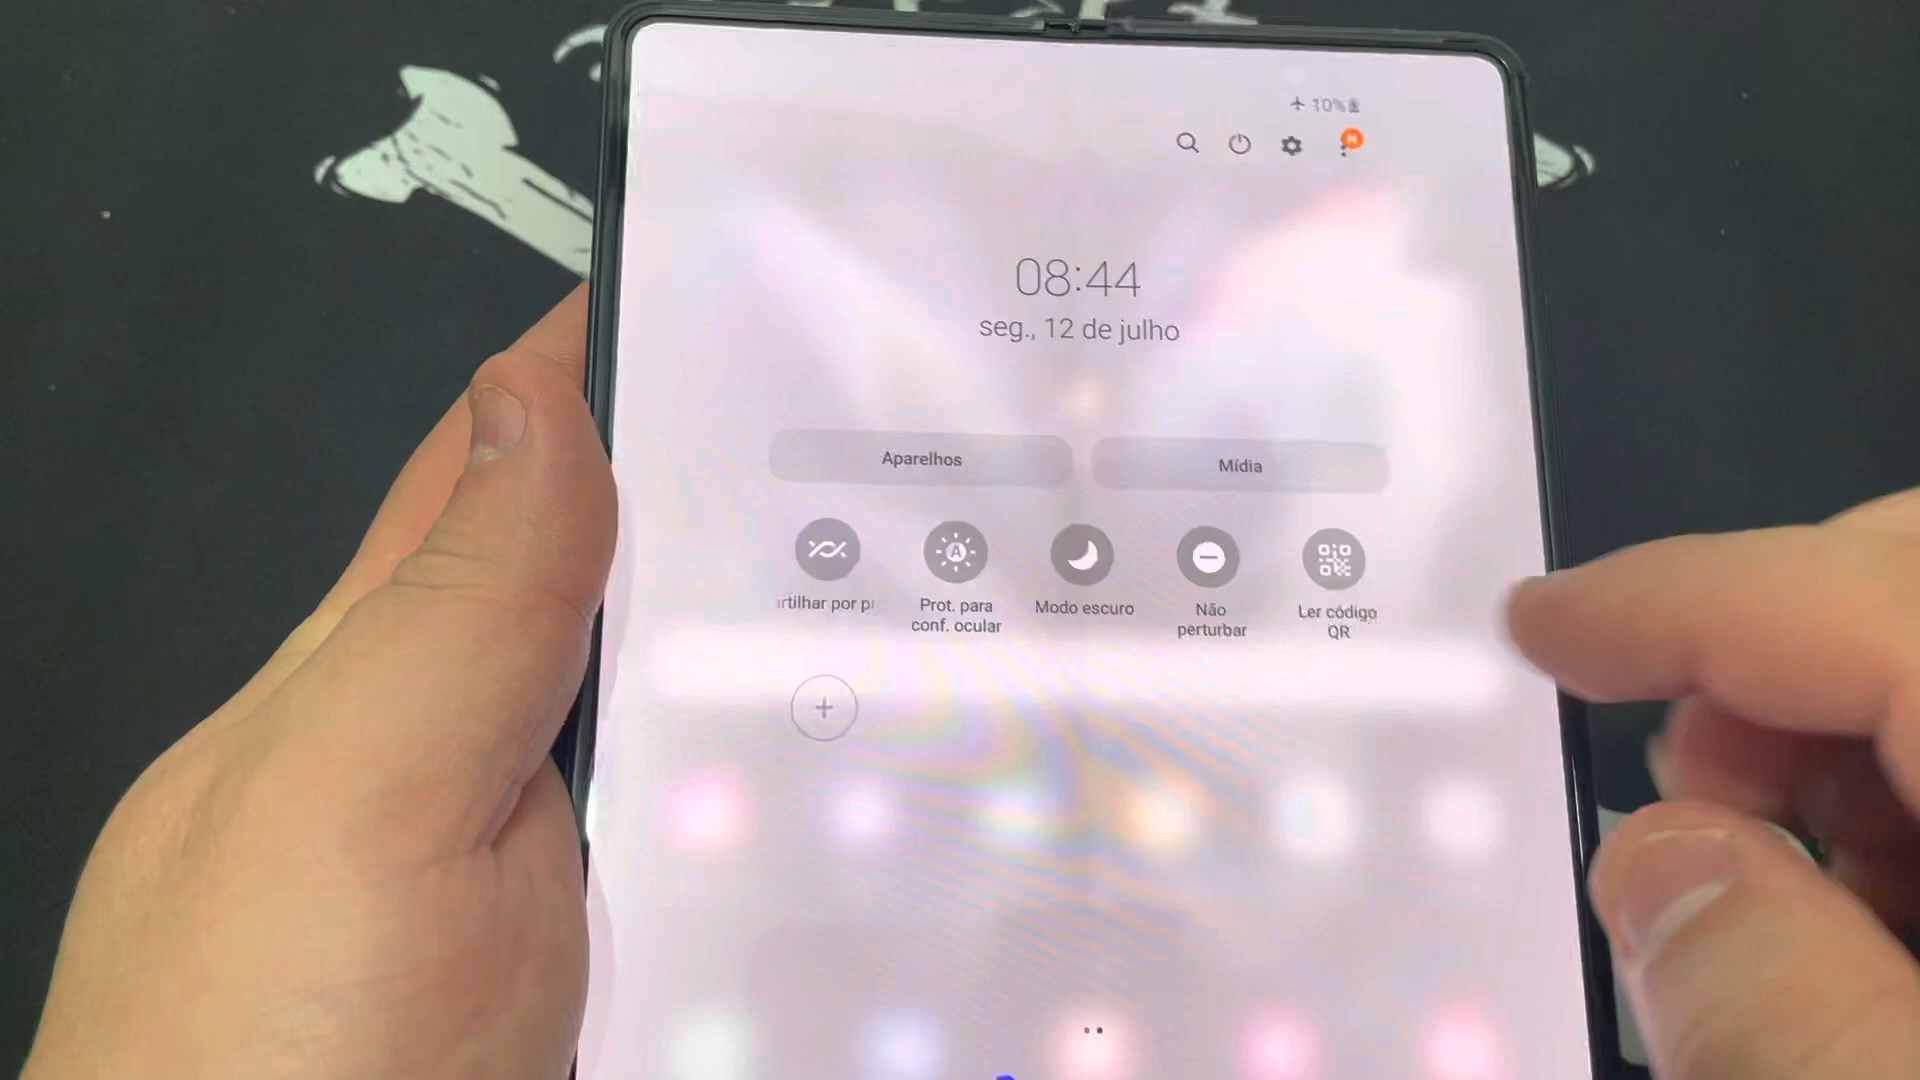 10%
N
08:44
seg., 12 de julho
Aparelhos
Mídia
rtilhar por pr
Prot. para
conf. ocular
Modo escuro
Não
perturbar
Ler código
QR